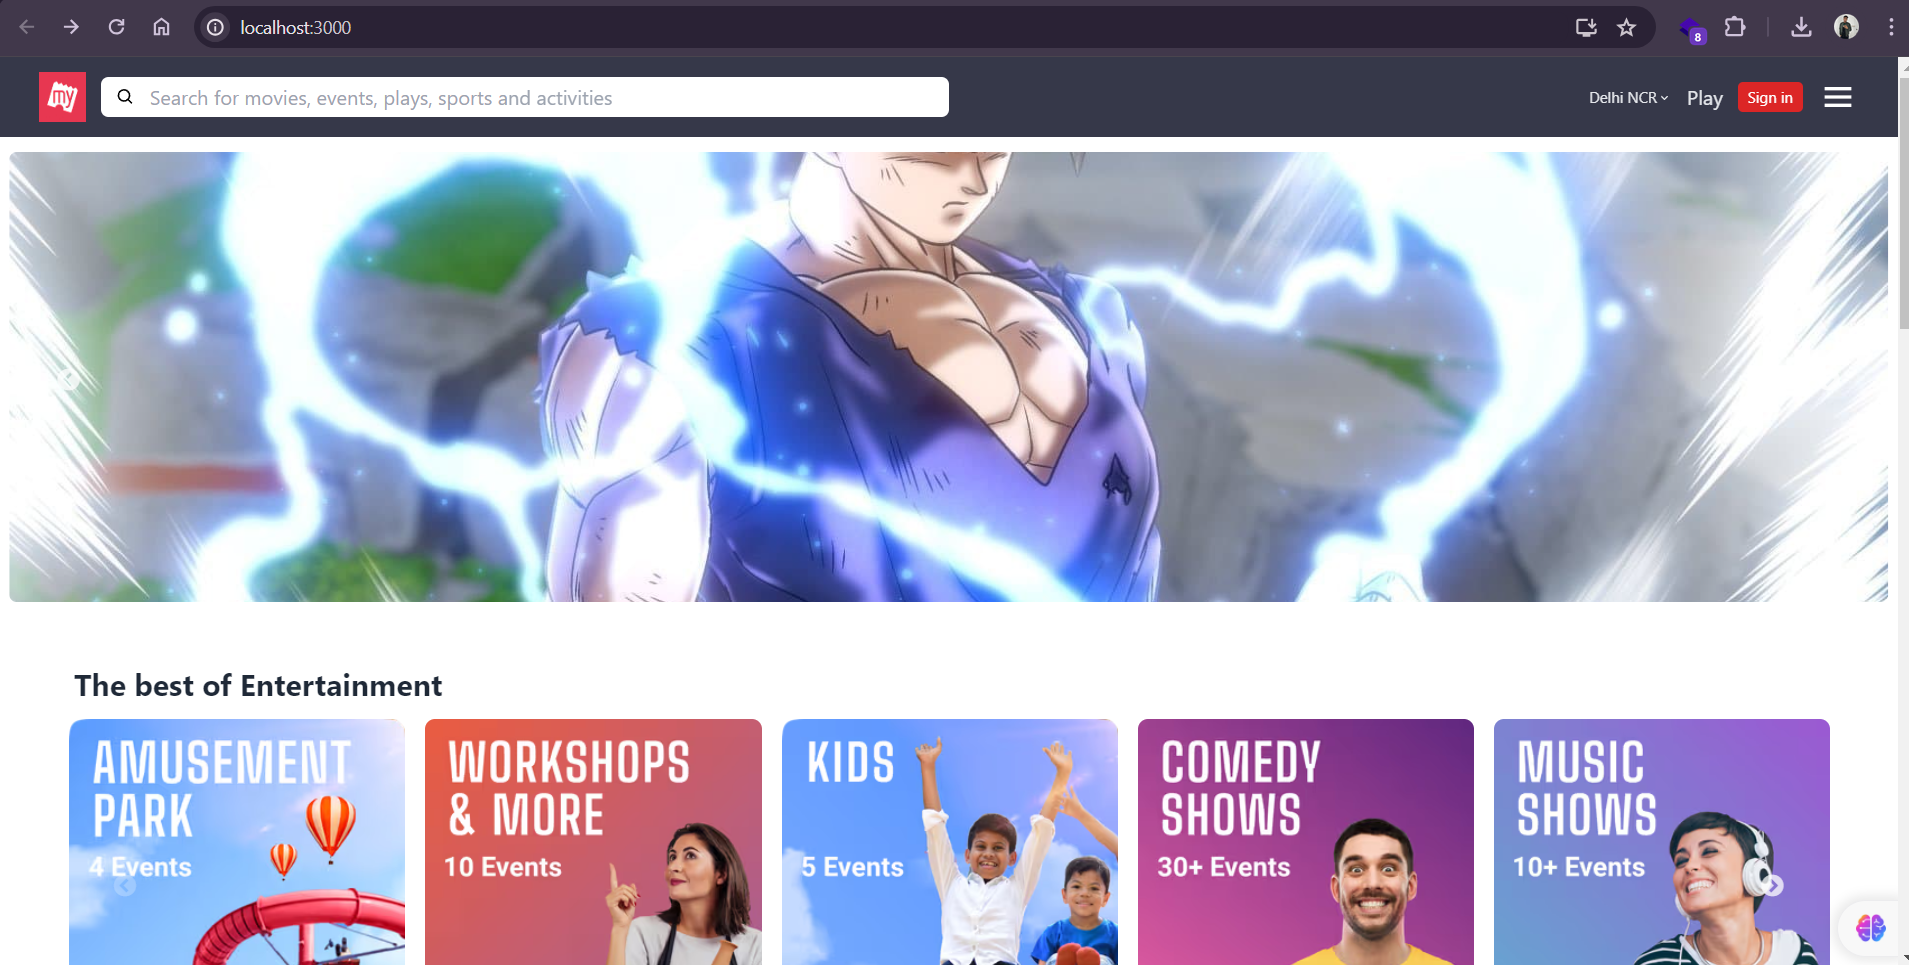 localhost:3000
8
my
Search for movies, events, plays, sports and activities
Delhi NCR
Play
Sign in
The best of Entertainment
AMUSEMENT
PARK
4 Events
WORKSHOPS
& MORE
10 Events
KIDS
5 Events
COMEDY
SHOWS
30+ Events
MUSIC
SHOWS
10+ Events